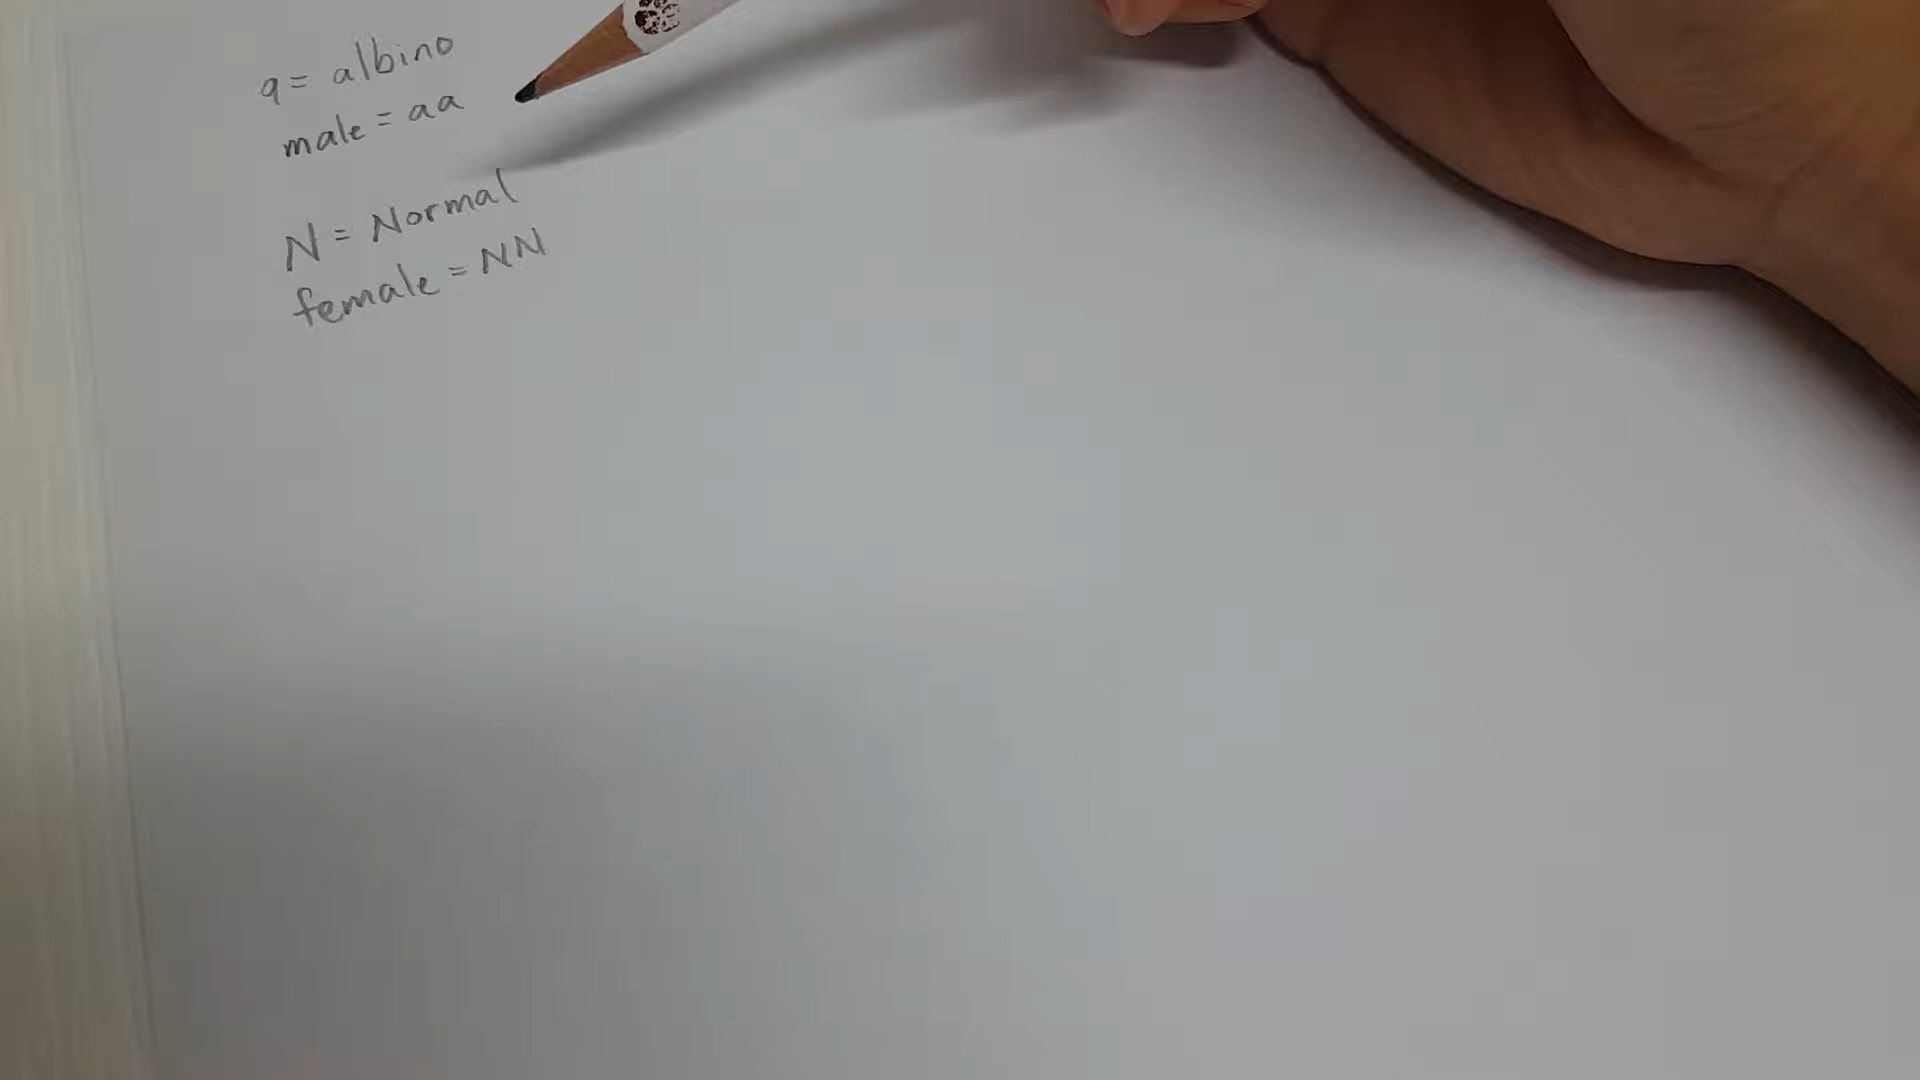 a = albino
male = aa
N = Normal
female = NN